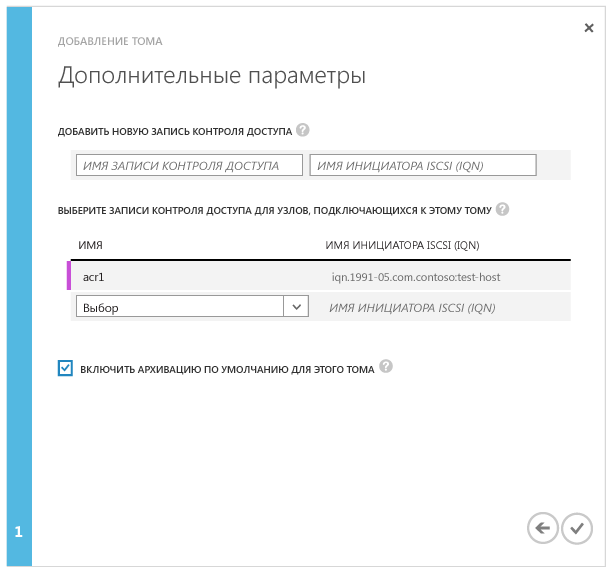 ДОБАВЛЕНИЕ ТОМА
Дополнительные параметры
ДОБАВИТЬ НОВУЮ ЗАПИСЬ КОНТРОЛЯ ДОСТУПА ?
ИМЯ ЗАПИСИ КОНТРОЛЯ ДОСТУПА ИМЯ ИНИЦИАТОРА ISCSI (IQN)
ВЫБЕРИТЕ ЗАПИСИ КОНТРОЛЯ ДОСТУПА ДЛЯ УЗЛОВ, ПОДКЛЮЧАЮЩИХСЯ К ЭТОМУ ТОМУ ?
ИМЯ ИМЯ ИНИЦИАТОРА ISCSI (IQN)
acr1 iqn.1991-05.com.contoso:test-host
Выбор ИМЯ ИНИЦИАТОРА ISCSI (IQN)
ВКЛЮЧИТЬ АРХИВАЦИЮ ПО УМОЛЧАНИЮ ДЛЯ ЭТОГО ТОМА ?
1